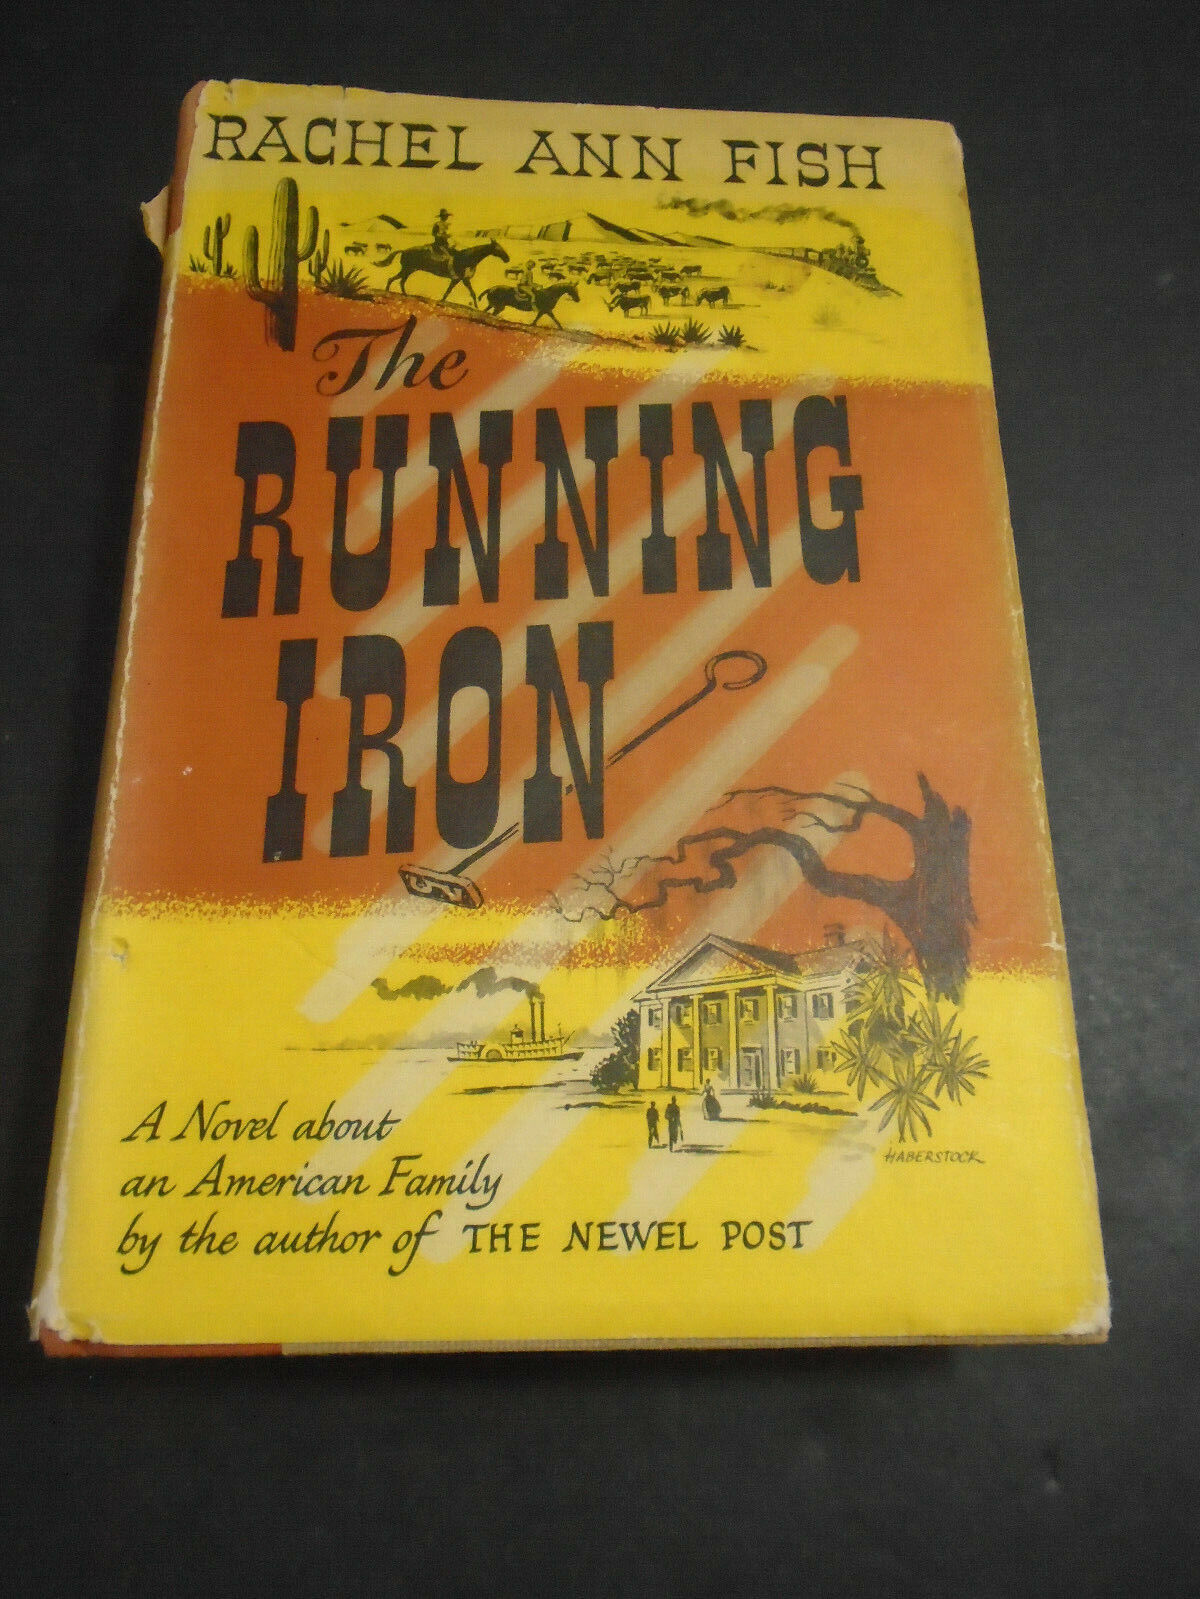 RACHEL ANN FISH
The
RUNNING
IRON
HABERSTOCK
A Novel about
an American Family
by the author of THE NEWEL POST